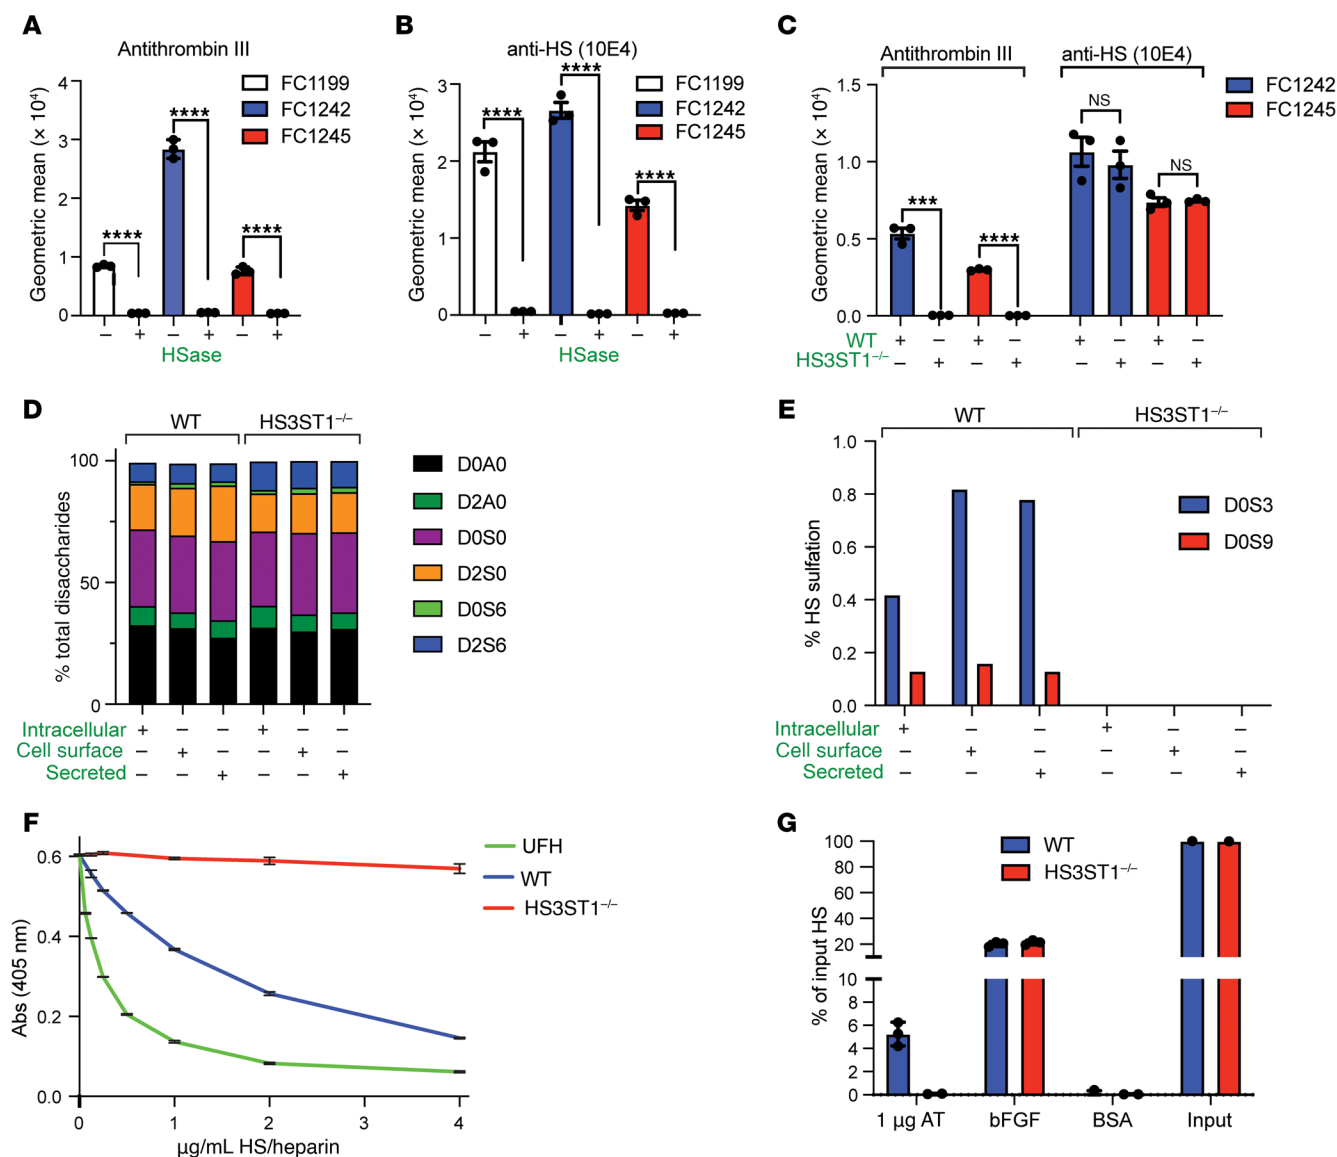 A
Antithrombin III
Geometric mean (× 10⁴)
4
3
2
1
0
****
****
****
FC1199
FC1242
FC1245
– + – + – +
HSase
B
anti-HS (10E4)
Geometric mean (× 10⁴)
3
2
1
0
****
****
****
FC1199
FC1242
FC1245
– + – + – +
HSase
C
Antithrombin III
anti-HS (10E4)
Geometric mean (× 10⁴)
1.5
1.0
0.5
0.0
***
****
NS
NS
FC1242
FC1245
WT + – + – + – + –
HS3ST1⁻/⁻ – + – + – + – +
D
WT
HS3ST1⁻/⁻
% total disaccharides
100
50
0
D0A0
D2A0
D0S0
D2S0
D0S6
D2S6
Intracellular + – – + – –
Cell surface – + – – + –
Secreted – – + – – +
E
WT
HS3ST1⁻/⁻
% HS sulfation
1.0
0.8
0.6
0.4
0.2
0.0
D0S3
D0S9
Intracellular + – – + – –
Cell surface – + – – + –
Secreted – – + – – +
F
Abs (405 nm)
0.6
0.4
0.2
0.0
UFH
WT
HS3ST1⁻/⁻
0 1 2 3 4
µg/mL HS/heparin
G
% of input HS
100
80
60
40
20
10
8
6
4
2
0
WT
HS3ST1⁻/⁻
1 µg AT
bFGF
BSA
Input